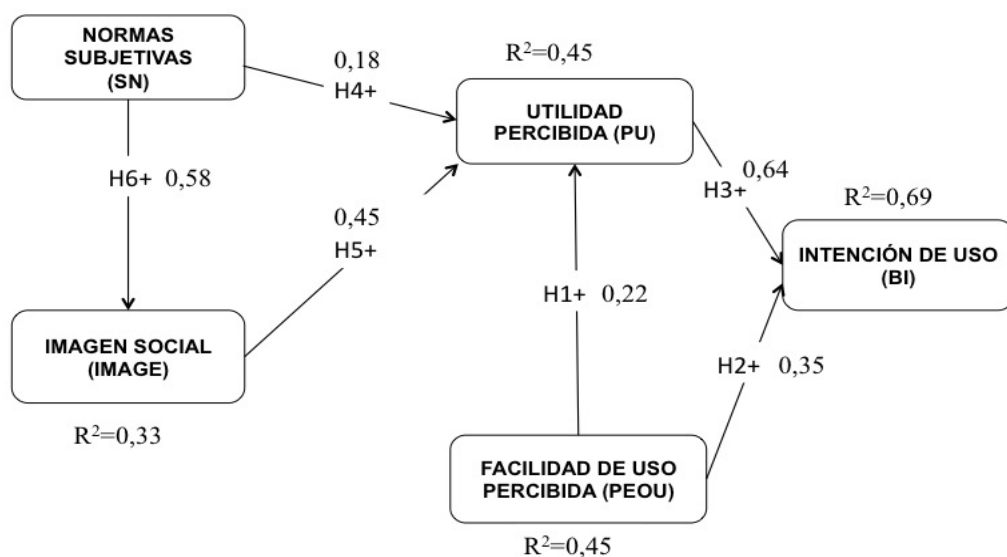 NORMAS
SUBJETIVAS
(SN)
0,18
H4+
R²=0,45
UTILIDAD
PERCIBIDA (PU)
H6+ 0,58
0,45
H5+
0,64
H3+
R²=0,69
INTENCIÓN DE USO
(BI)
H1+ 0,22
IMAGEN SOCIAL
(IMAGE)
R²=0,33
H2+ 0,35
FACILIDAD DE USO
PERCIBIDA (PEOU)
R²=0,45